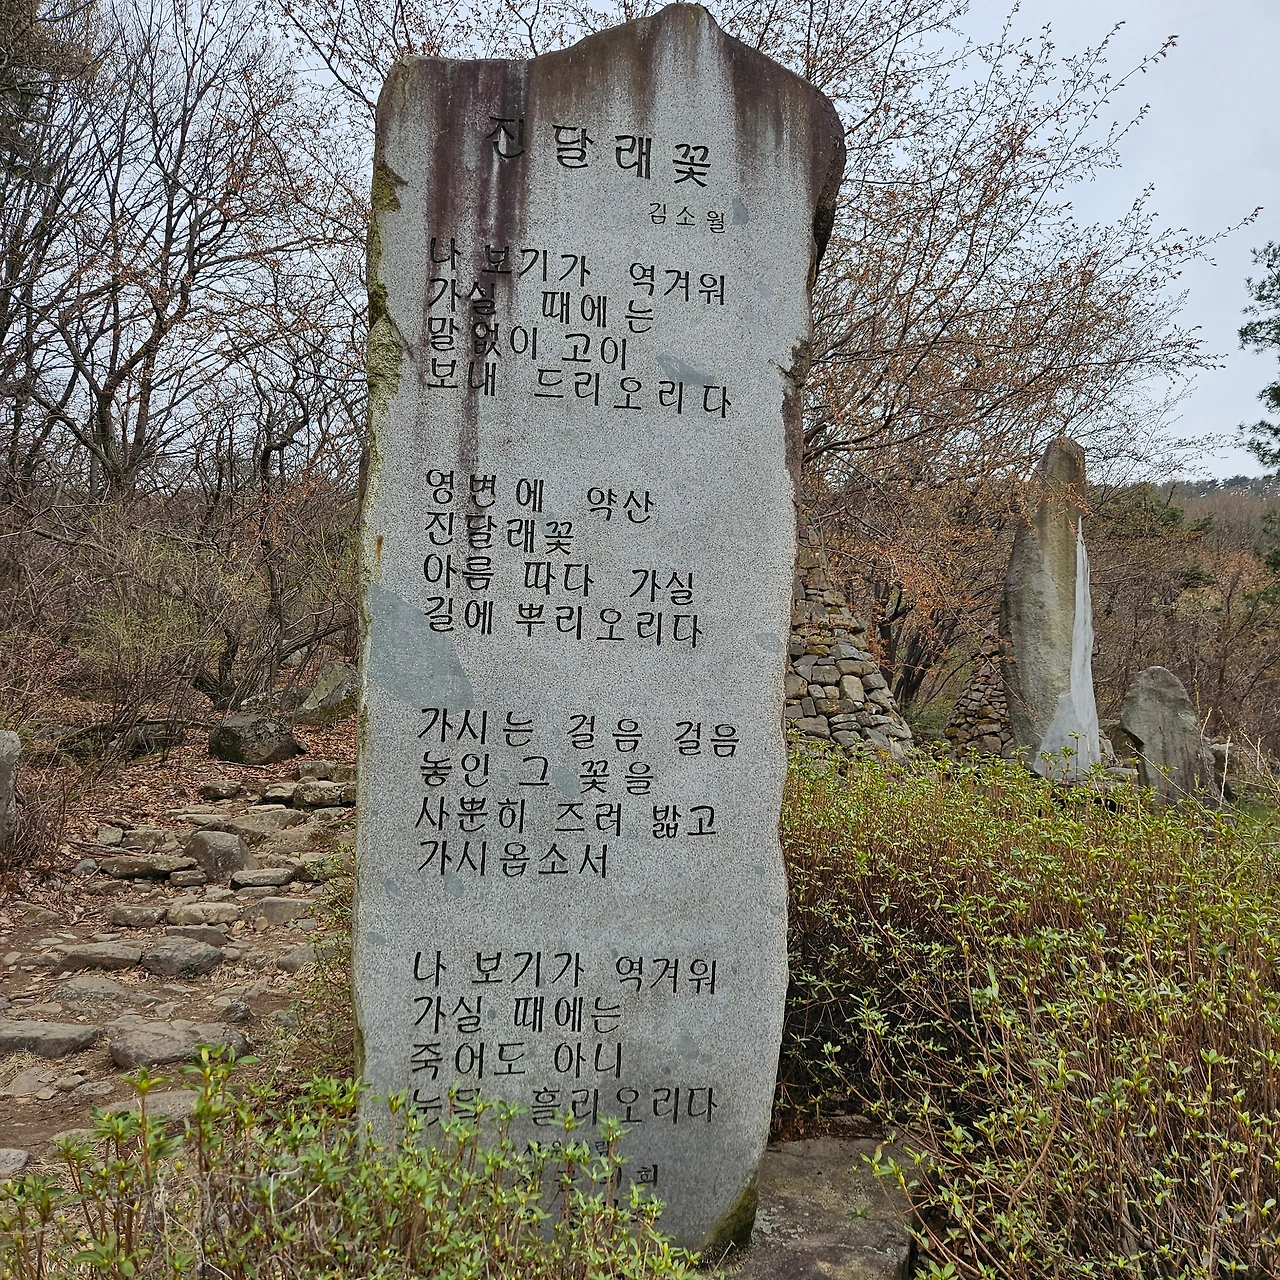 진달래꽃
김소월
나 보기가 역겨워
가실 때에는
말없이 고이
보내 드리오리다
영변에 약산
진달래꽃
아름 따다 가실
길에 뿌리오리다
가시는 걸음 걸음
놓인 그 꽃을
사뿐히 즈려 밟고
가시옵소서
나 보기가 역겨워
가실 때에는
죽어도 아니
흘리오리다